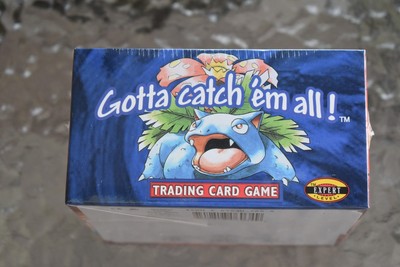 Gotta catch 'em all!™
TRADING CARD GAME
EXPERT
LEVEL